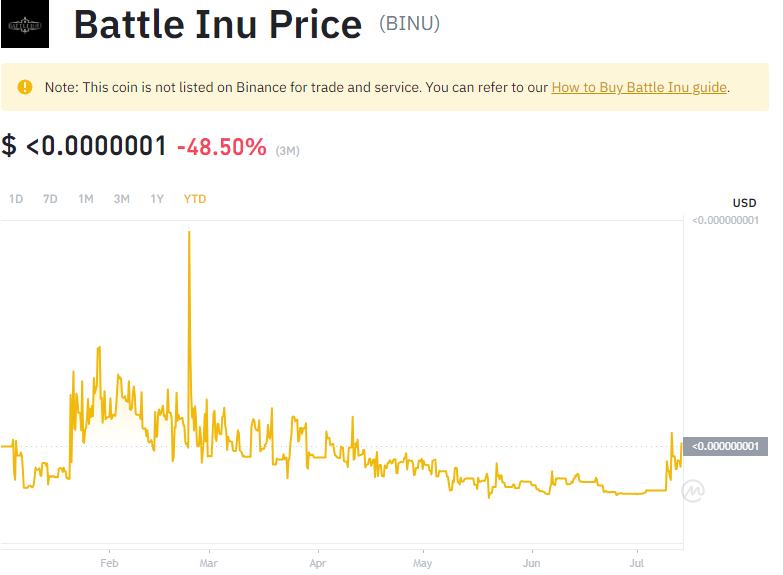 Battle Inu Price (BINU)
Note: This coin is not listed on Binance for trade and service. You can refer to our How to Buy Battle Inu guide.
$ <0.0000001 -48.50% (3M)
1D 7D 1M 3M 1Y YTD
USD
<0.000000001
<0.000000001
Feb Mar Apr May Jun Jul